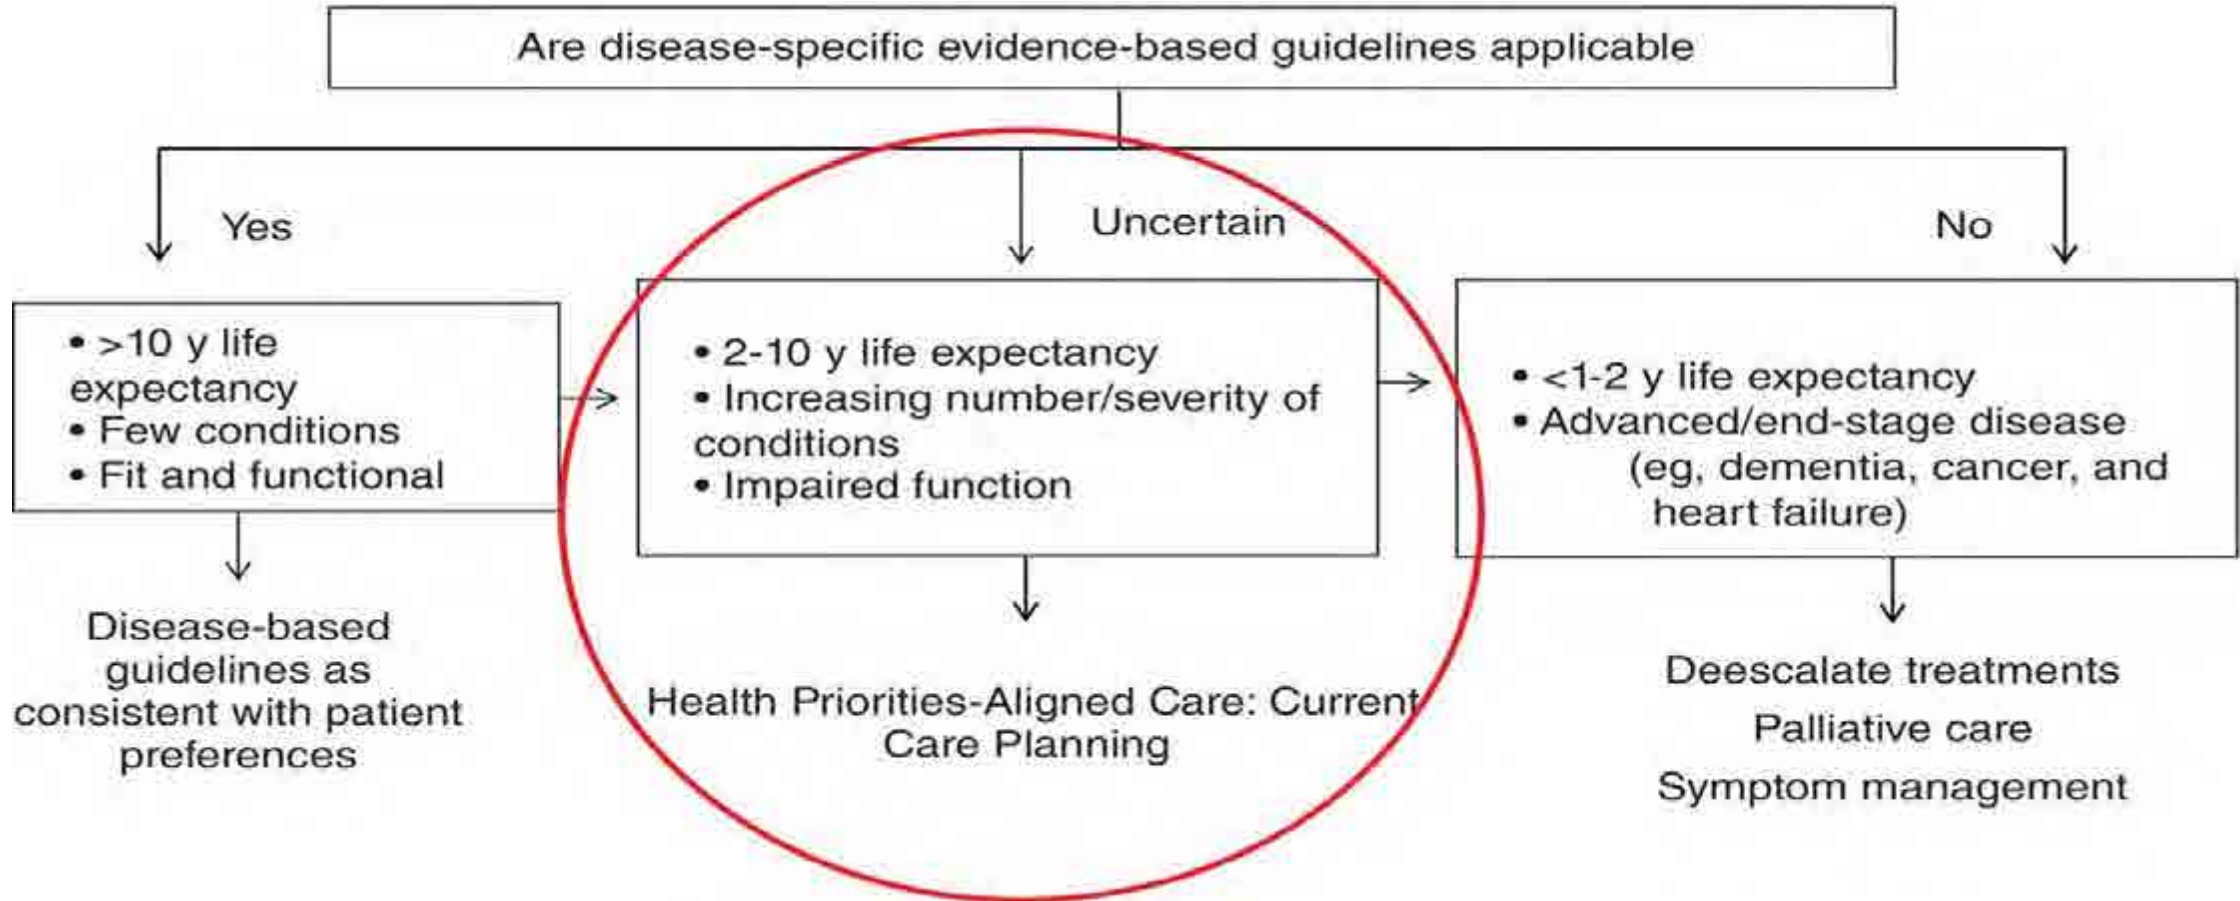 Are disease-specific evidence-based guidelines applicable
Yes
Uncertain
No
• >10 y life
expectancy
• Few conditions
• Fit and functional
• 2-10 y life expectancy
• Increasing number/severity of
conditions
• Impaired function
• <1-2 y life expectancy
• Advanced/end-stage disease
(eg, dementia, cancer, and
heart failure)
Disease-based
guidelines as
consistent with patient
preferences
Health Priorities-Aligned Care: Current
Care Planning
Deescalate treatments
Palliative care
Symptom management